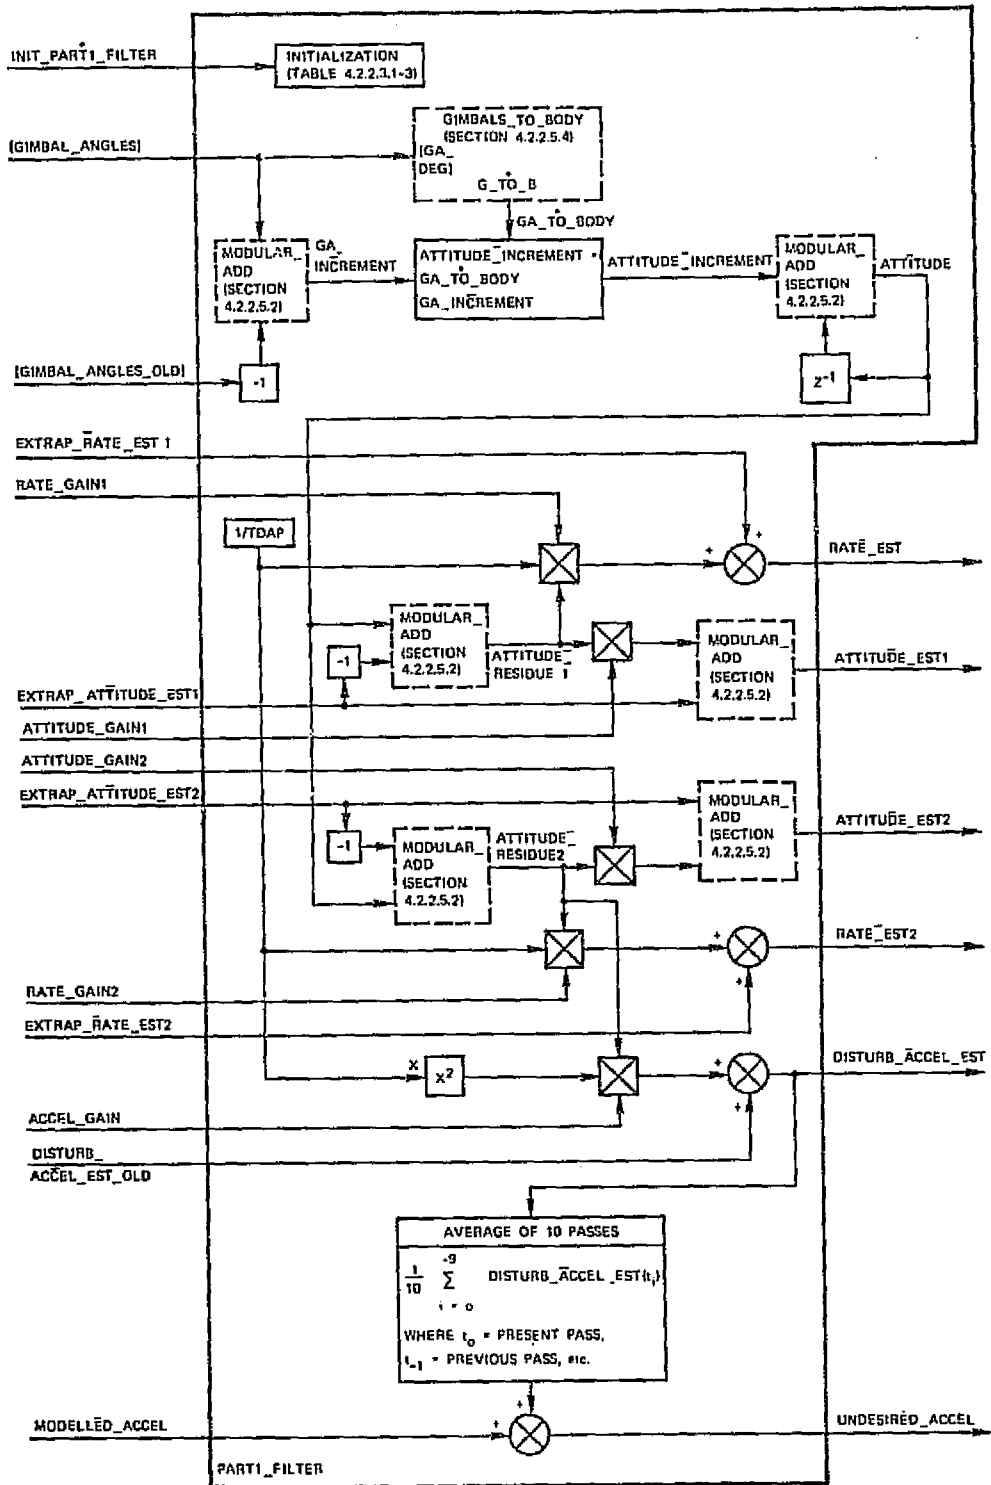 INIT_PART1_FILTER
INITIALIZATION
(TABLE 4.2.2.3.1-3)
[GIMBAL_ANGLES]
GIMBALS_TO_BODY
(SECTION 4.2.2.5.4)
[GA_
DEG]
G_TO_B
GA_TO_BODY
MODULAR_
ADD
(SECTION
4.2.2.5.2)
GA_
INCREMENT
ATTITUDE_INCREMENT =
GA_TO_BODY
GA_INCREMENT
ATTITUDE_INCREMENT
MODULAR_
ADD
(SECTION
4.2.2.5.2)
ATTITUDE
[GIMBAL_ANGLES_OLD]
-1
Z-1
EXTRAP_RATE_EST 1
RATE_GAIN1
1/TDAP
+
+
RATE_EST
MODULAR_
ADD
(SECTION
4.2.2.5.2)
-1
ATTITUDE_
RESIDUE_1
MODULAR_
ADD
(SECTION
4.2.2.5.2)
ATTITUDE_EST1
EXTRAP_ATTITUDE_EST1
ATTITUDE_GAIN1
ATTITUDE_GAIN2
EXTRAP_ATTITUDE_EST2
-1
MODULAR_
ADD
(SECTION
4.2.2.5.2)
ATTITUDE_
RESIDUE2
MODULAR_
ADD
(SECTION
4.2.2.5.2)
ATTITUDE_EST2
+
+
RATE_EST2
RATE_GAIN2
EXTRAP_RATE_EST2
X
X2
+
+
DISTURB_ACCEL_EST
ACCEL_GAIN
DISTURB_
ACCEL_EST_OLD
AVERAGE OF 10 PASSES
1/10 Σ DISTURB_ACCEL_EST(ti)
-9
i = o
WHERE to = PRESENT PASS,
t-1 = PREVIOUS PASS, etc.
MODELLED_ACCEL
+
+
UNDESIRED_ACCEL
PART1_FILTER